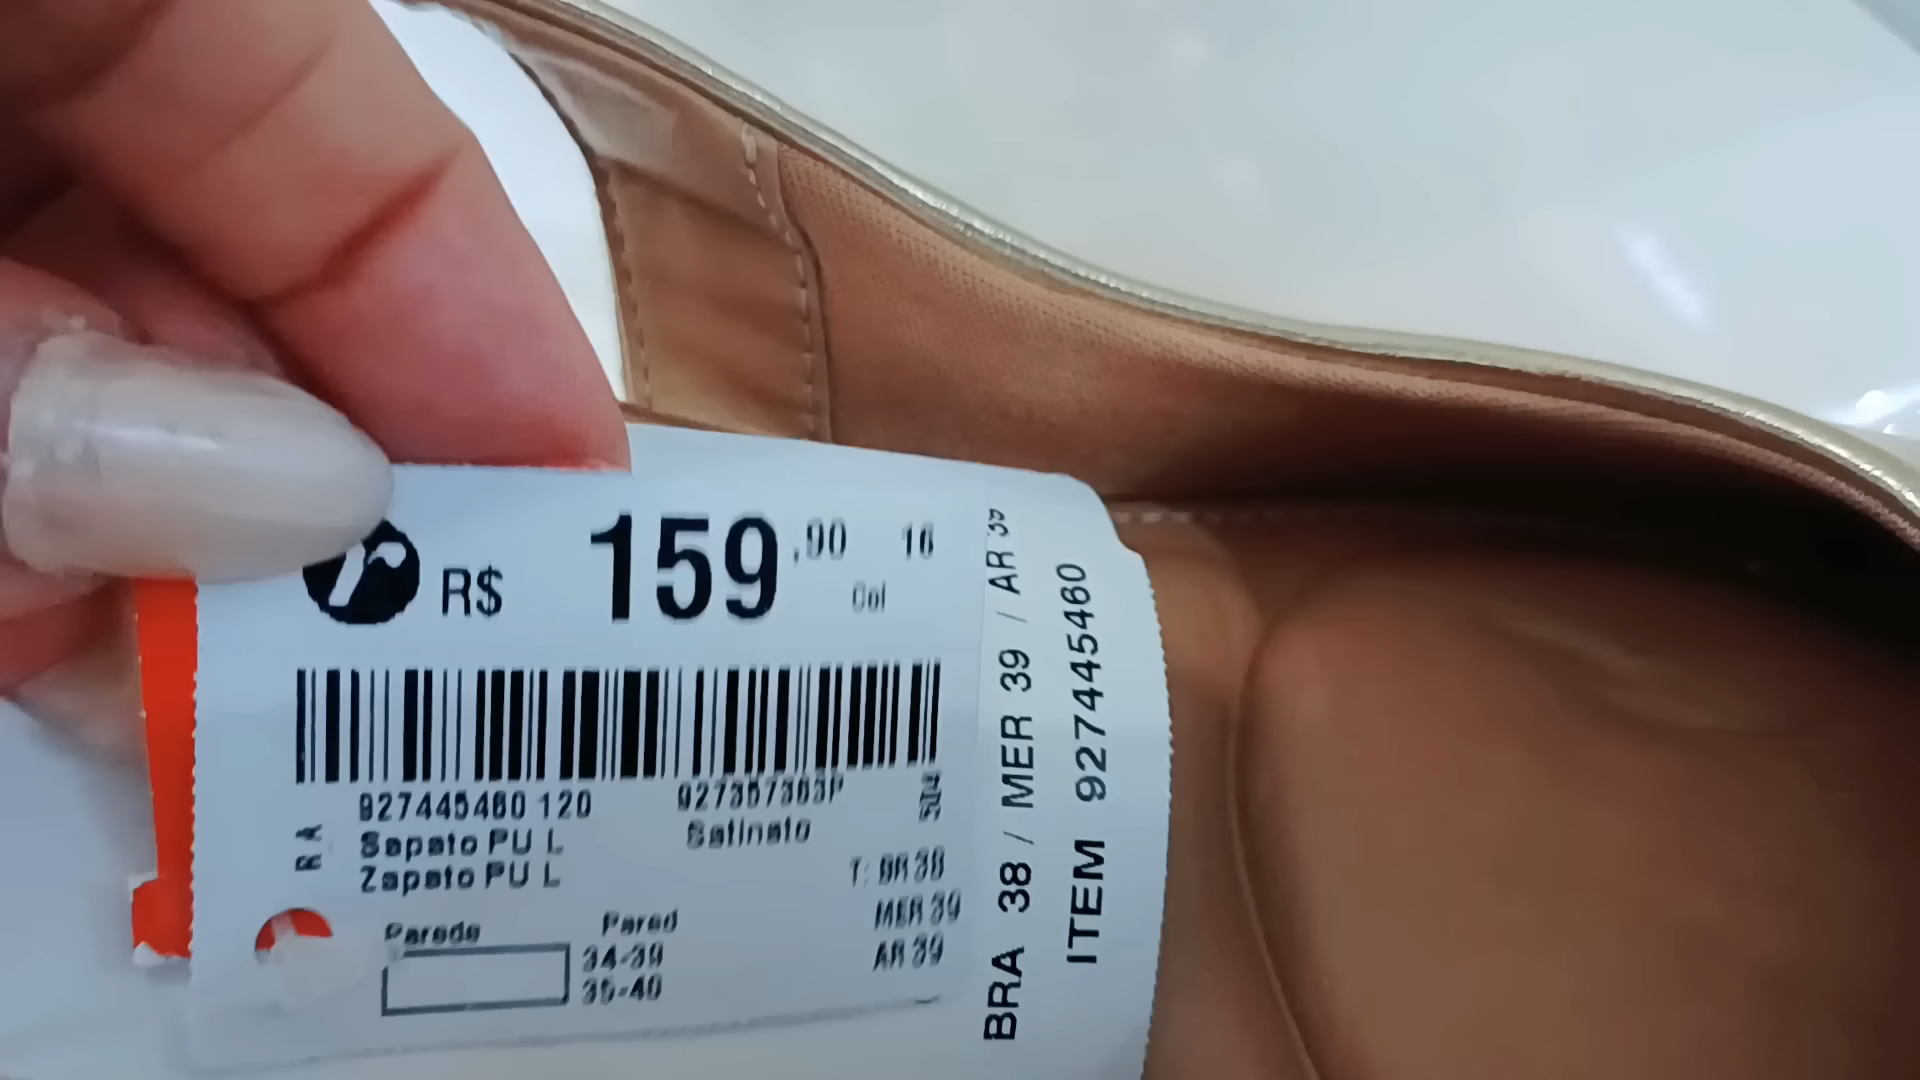 R$ 159,90 16
Col
927445460 120
Sapato PU L Satinato
Zapato PU L
Parede Pared
34-39
35-40
T: BR 38
MER 39
AR 39
BRA 38 / MER 39 / AR 39
ITEM 927445460